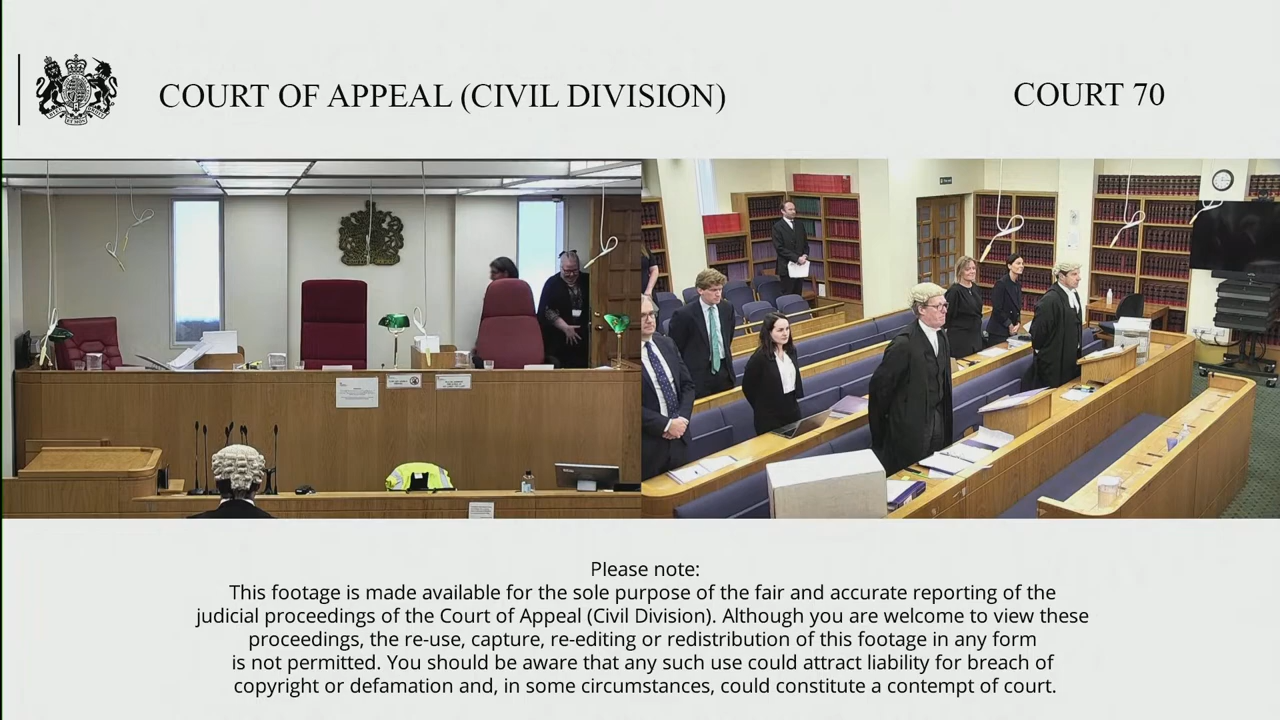 COURT OF APPEAL (CIVIL DIVISION)
COURT 70
Please note:
This footage is made available for the sole purpose of the fair and accurate reporting of the
judicial proceedings of the Court of Appeal (Civil Division). Although you are welcome to view these
proceedings, the re-use, capture, re-editing or redistribution of this footage in any form
is not permitted. You should be aware that any such use could attract liability for breach of
copyright or defamation and, in some circumstances, could constitute a contempt of court.